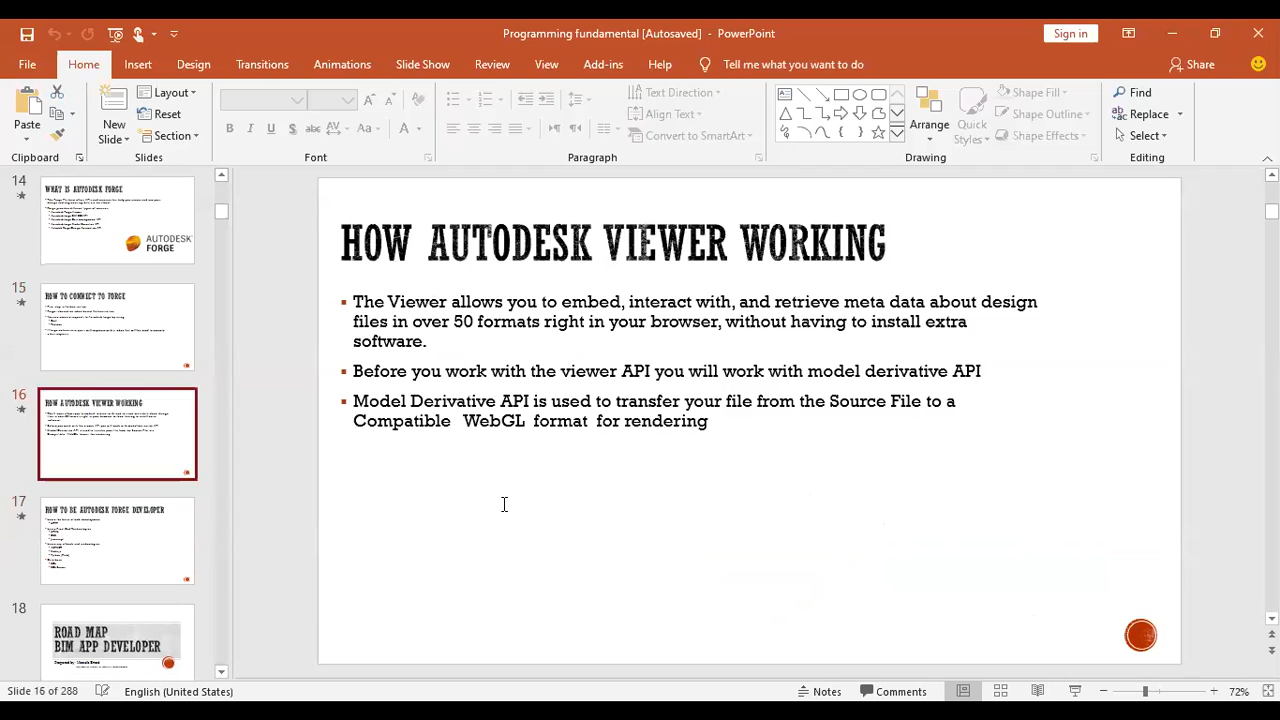 Programming fundamental [Autosaved] - PowerPoint
Sign in
File Home Insert Design Transitions Animations Slide Show Review View Add-ins Help Tell me what you want to do Share
Paste
New Slide
Layout
Reset
Section
Text Direction
Align Text
Convert to SmartArt
Arrange
Quick Styles
Shape Fill
Shape Outline
Shape Effects
Find
Replace
Select
Clipboard Slides Font Paragraph Drawing Editing
14
WHAT IS AUTODESK FORGE
AUTODESK
FORGE
15
HOW TO CONNECT TO FORGE
16
HOW AUTODESK VIEWER WORKING
17
HOW TO BE AUTODESK FORGE DEVELOPER
18
ROAD MAP
BIM APP DEVELOPER
HOW AUTODESK VIEWER WORKING
The Viewer allows you to embed, interact with, and retrieve meta data about design
files in over 50 formats right in your browser, without having to install extra
software.
Before you work with the viewer API you will work with model derivative API
Model Derivative API is used to transfer your file from the Source File to a
Compatible WebGL format for rendering
Slide 16 of 288 English (United States) Notes Comments 72%